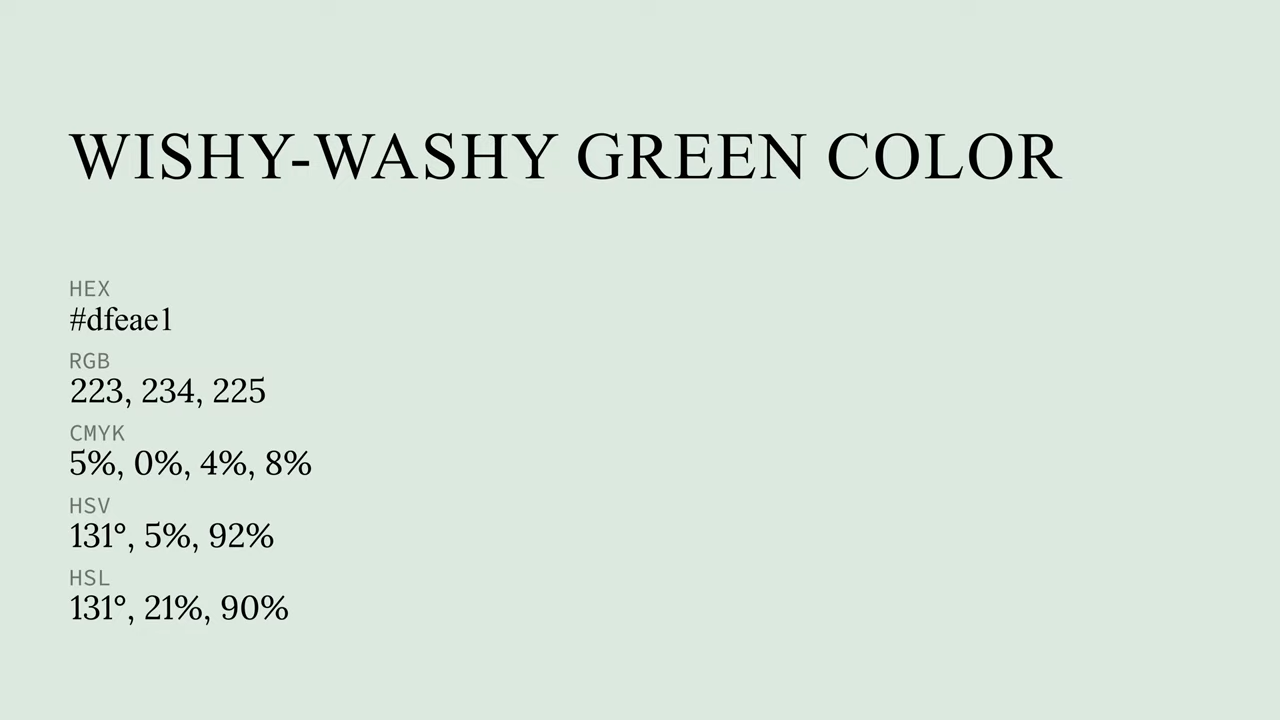 WISHY-WASHY GREEN COLOR
HEX
#dfeae1
RGB
223, 234, 225
CMYK
5%, 0%, 4%, 8%
HSV
131°, 5%, 92%
HSL
131°, 21%, 90%